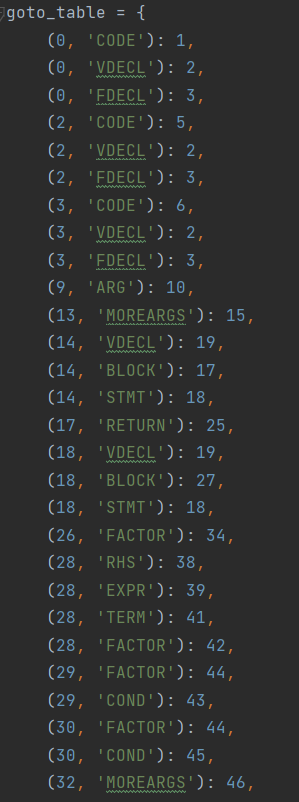 goto_table = {
(0, 'CODE'): 1,
(0, 'VDECL'): 2,
(0, 'FDECL'): 3,
(2, 'CODE'): 5,
(2, 'VDECL'): 2,
(2, 'FDECL'): 3,
(3, 'CODE'): 6,
(3, 'VDECL'): 2,
(3, 'FDECL'): 3,
(9, 'ARG'): 10,
(13, 'MOREARGS'): 15,
(14, 'VDECL'): 19,
(14, 'BLOCK'): 17,
(14, 'STMT'): 18,
(17, 'RETURN'): 25,
(18, 'VDECL'): 19,
(18, 'BLOCK'): 27,
(18, 'STMT'): 18,
(26, 'FACTOR'): 34,
(28, 'RHS'): 38,
(28, 'EXPR'): 39,
(28, 'TERM'): 41,
(28, 'FACTOR'): 42,
(29, 'FACTOR'): 44,
(29, 'COND'): 43,
(30, 'FACTOR'): 44,
(30, 'COND'): 45,
(32, 'MOREARGS'): 46,